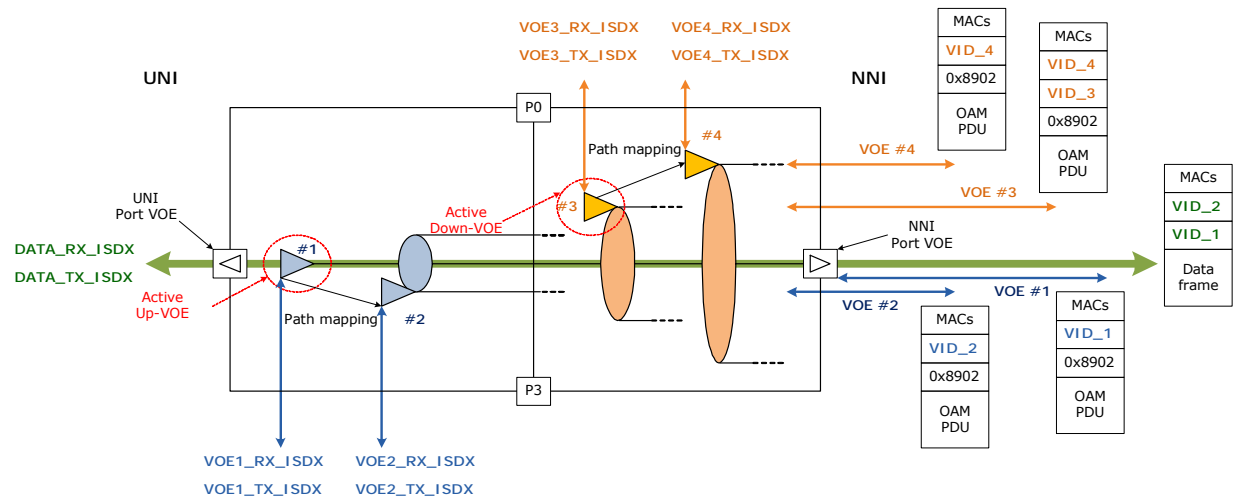 VOE3_RX_ISDX
VOE3_TX_ISDX
VOE4_RX_ISDX
VOE4_TX_ISDX
UNI
NNI
P0
#4
Path mapping
#3
Active
Down-VOE
VOE #4
VOE #3
MACs
VID_4
0x8902
OAM
PDU
MACs
VID_4
VID_3
0x8902
OAM
PDU
MACs
VID_2
VID_1
Data
frame
UNI
Port VOE
NNI
Port VOE
DATA_RX_ISDX
DATA_TX_ISDX
#1
Active
Up-VOE
Path mapping
#2
VOE #2
VOE #1
MACs
VID_2
0x8902
OAM
PDU
MACs
VID_1
0x8902
OAM
PDU
P3
VOE1_RX_ISDX
VOE1_TX_ISDX
VOE2_RX_ISDX
VOE2_TX_ISDX